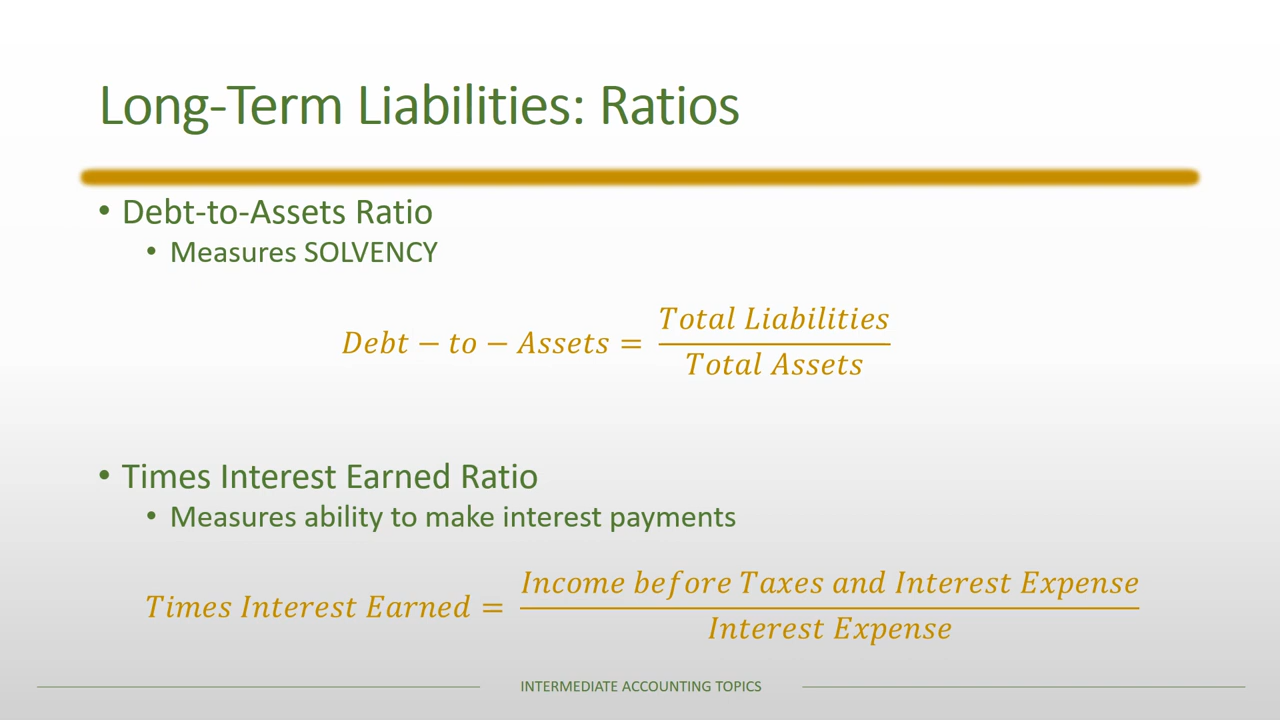 Long-Term Liabilities: Ratios
• Debt-to-Assets Ratio
• Measures SOLVENCY
Debt − to − Assets = Total Liabilities / Total Assets
• Times Interest Earned Ratio
• Measures ability to make interest payments
Times Interest Earned = Income before Taxes and Interest Expense / Interest Expense
INTERMEDIATE ACCOUNTING TOPICS